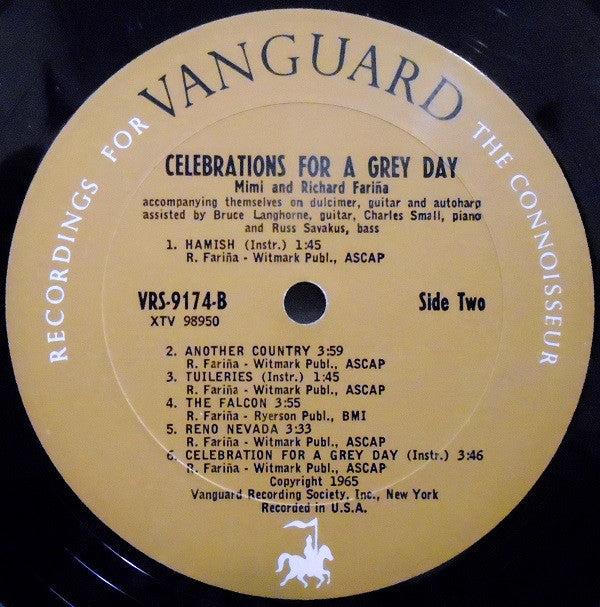 RECORDINGS FOR VANGUARD THE CONNOISSEUR
CELEBRATIONS FOR A GREY DAY
Mimi and Richard Fariña
accompanying themselves on dulcimer, guitar and autoharp
assisted by Bruce Langhorne, guitar, Charles Small, piano
and Russ Savakus, bass
1. HAMISH (Instr.) 1:45
R. Fariña - Witmark Publ., ASCAP
VRS-9174-B Side Two
XTV 98950
2. ANOTHER COUNTRY 3:59
R. Fariña - Witmark Publ., ASCAP
3. TUILERIES (Instr.) 1:45
R. Fariña - Witmark Publ., ASCAP
4. THE FALCON 3:55
R. Fariña - Ryerson Publ., BMI
5. RENO NEVADA 3:33
R. Fariña - Witmark Publ., ASCAP
6. CELEBRATION FOR A GREY DAY (Instr.) 3:46
R. Fariña - Witmark Publ., ASCAP
Copyright 1965
Vanguard Recording Society, Inc., New York
Recorded in U.S.A.